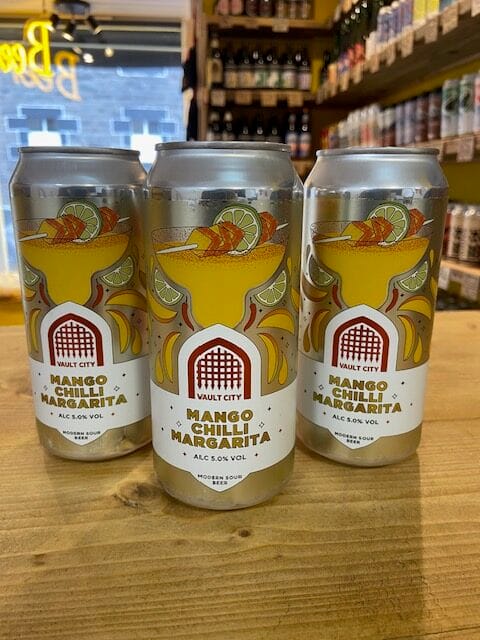 Beer
VAULT CITY
MANGO
CHILLI
MARGARITA
ALC 5.0% VOL
MODERN SOUR
BEER
VAULT CITY
MANGO
CHILLI
MARGARITA
ALC 5.0% VOL
MODERN SOUR
BEER
VAULT CITY
MANGO
CHILLI
MARGARITA
ALC 5.0% VOL
MODERN SOUR
BEER